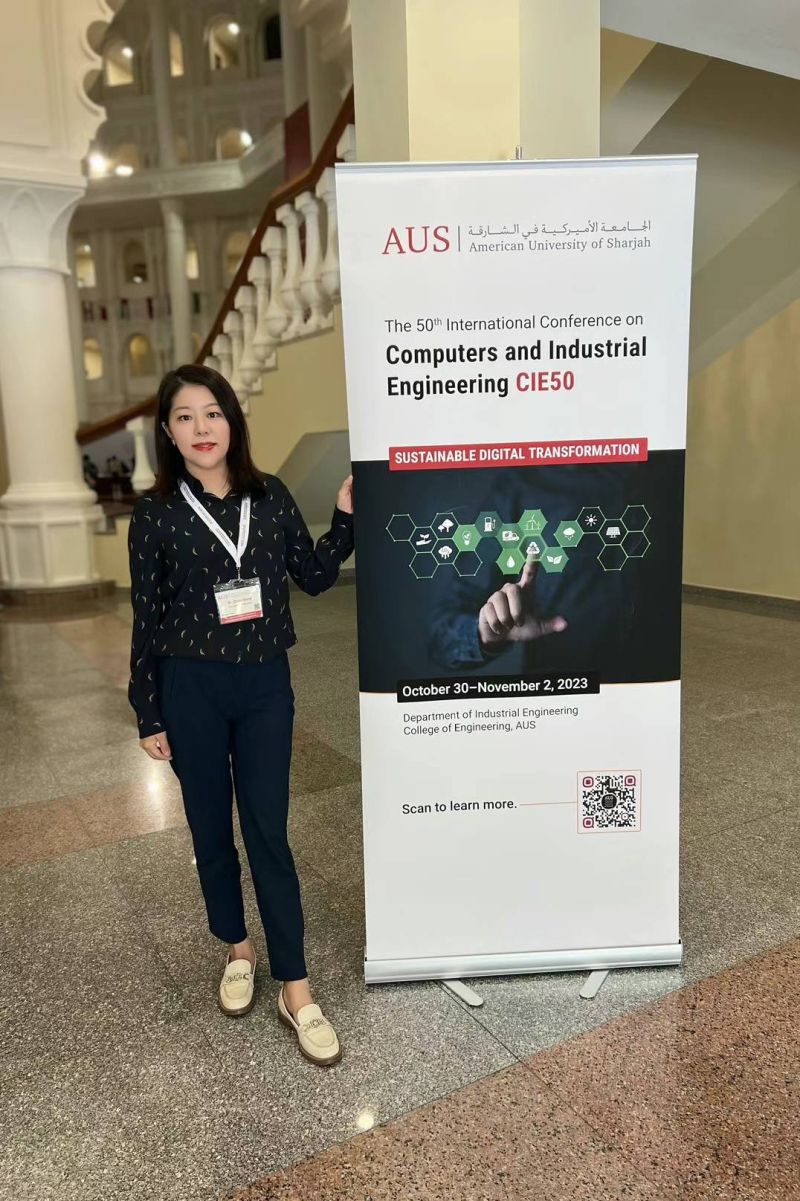 AUS
الجامعة الأميركية في الشارقة
American University of Sharjah
The 50th International Conference on
Computers and Industrial
Engineering CIE50
SUSTAINABLE DIGITAL TRANSFORMATION
October 30–November 2, 2023
Department of Industrial Engineering
College of Engineering, AUS
Scan to learn more.
AUS